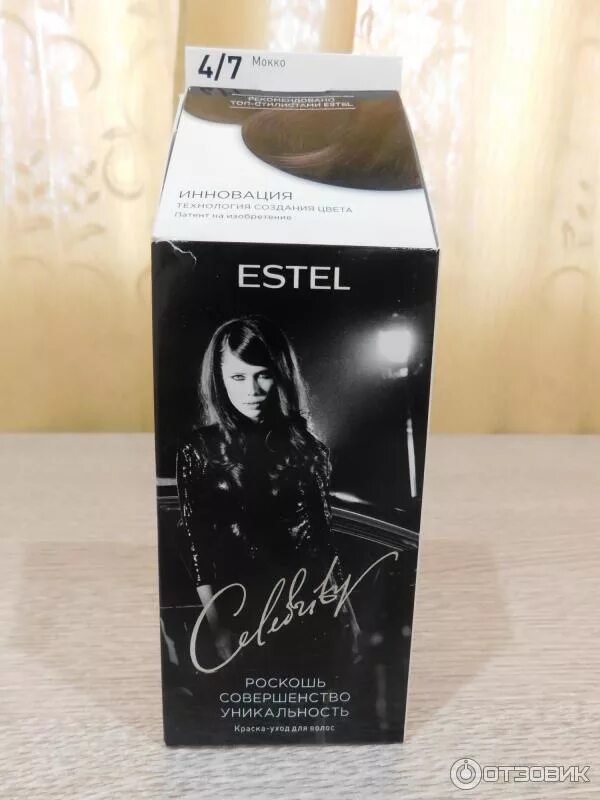 4/7 Мокко
РЕКОМЕНДОВАНО
ТОП-СТИЛИСТАМИ ESTEL
ИННОВАЦИЯ
ТЕХНОЛОГИЯ СОЗДАНИЯ ЦВЕТА
Патент на изобретение
ESTEL
Celebrity
РОСКОШЬ
СОВЕРШЕНСТВО
УНИКАЛЬНОСТЬ
Краска-уход для волос
ОТЗОВИК